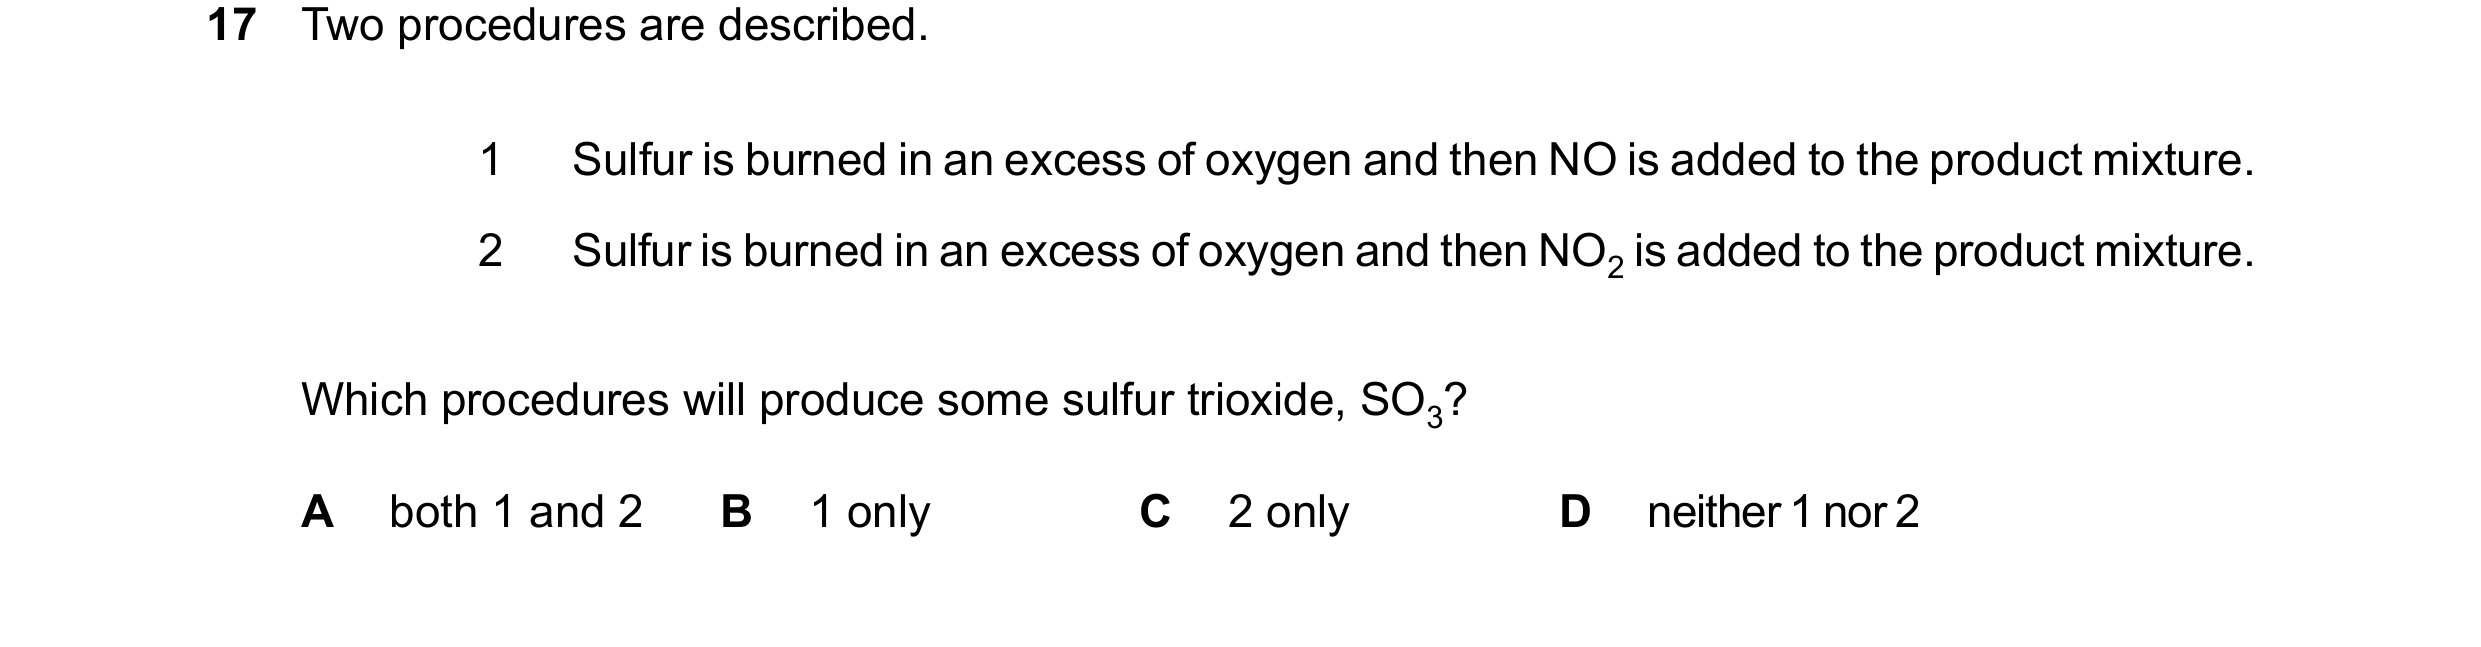 17 Two procedures are described.
1 Sulfur is burned in an excess of oxygen and then NO is added to the product mixture.
2 Sulfur is burned in an excess of oxygen and then NO₂ is added to the product mixture.
Which procedures will produce some sulfur trioxide, SO₃?
A both 1 and 2 B 1 only C 2 only D neither 1 nor 2